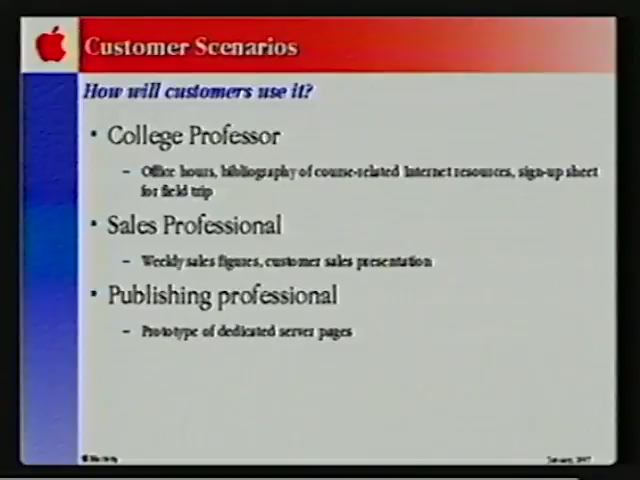 Customer Scenarios
How will customers use it?
• College Professor
– Office hours, bibliography of course-related Internet resources, sign-up sheet
for field trip
• Sales Professional
– Weekly sales figures, customer sales presentation
• Publishing professional
– Prototype of dedicated server pages